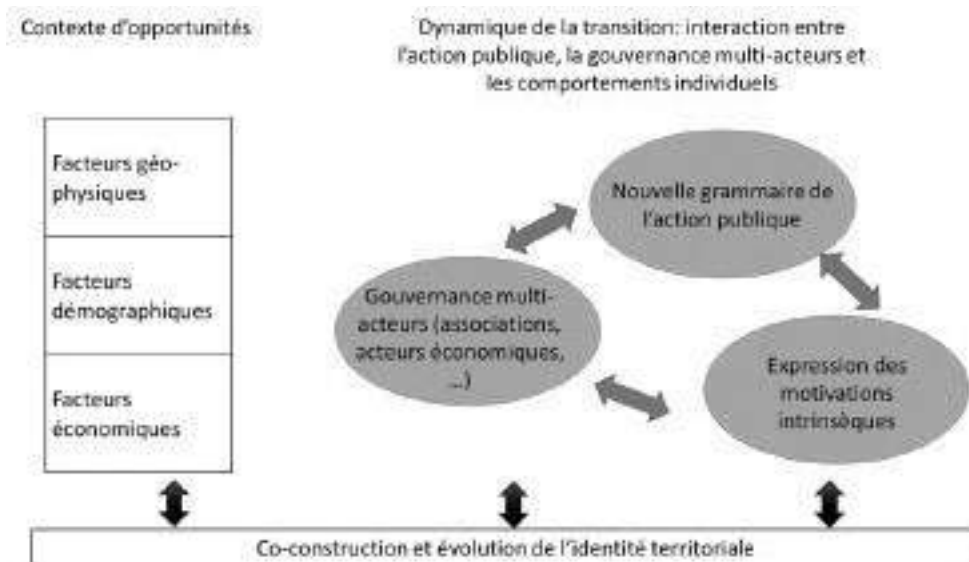 Contexte d'opportunités
Dynamique de la transition: interaction entre
l'action publique, la gouvernance multi-acteurs et
les comportements individuels
Facteurs géo-
physiques
Facteurs
démographiques
Facteurs
économiques
Nouvelle grammaire de
l'action publique
Gouvernance multi-
acteurs (associations,
acteurs économiques,
...)
Expression des
motivations
intrinsèques
Co-construction et évolution de l'identité territoriale